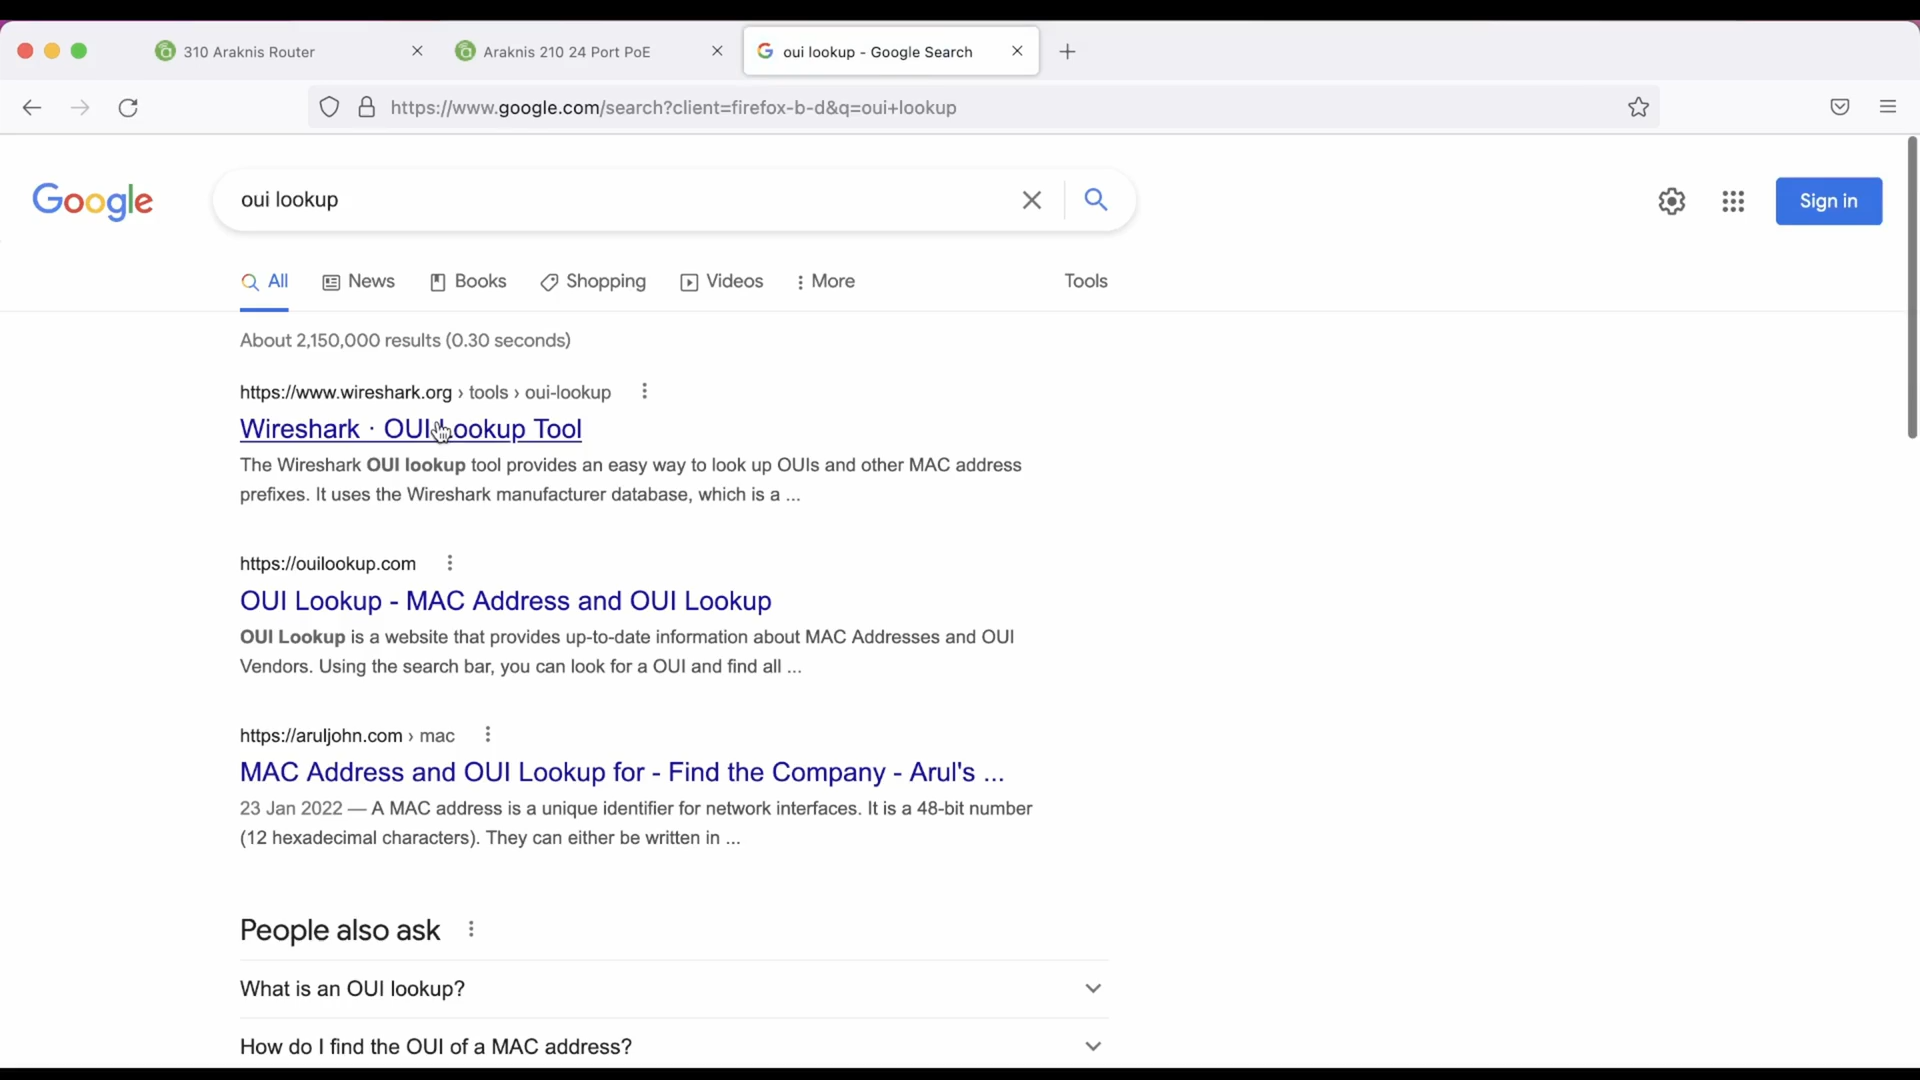 310 Araknis Router
Araknis 210 24 Port PoE
oui lookup - Google Search
https://www.google.com/search?client=firefox-b-d&q=oui+lookup
Google
oui lookup
Sign in
All
News
Books
Shopping
Videos
More
Tools
About 2,150,000 results (0.30 seconds)
https://www.wireshark.org › tools › oui-lookup
Wireshark · OUI Lookup Tool
The Wireshark OUI lookup tool provides an easy way to look up OUIs and other MAC address
prefixes. It uses the Wireshark manufacturer database, which is a ...
https://ouilookup.com
OUI Lookup - MAC Address and OUI Lookup
OUI Lookup is a website that provides up-to-date information about MAC Addresses and OUI
Vendors. Using the search bar, you can look for a OUI and find all ...
https://aruljohn.com › mac
MAC Address and OUI Lookup for - Find the Company - Arul's ...
23 Jan 2022 — A MAC address is a unique identifier for network interfaces. It is a 48-bit number
(12 hexadecimal characters). They can either be written in ...
People also ask
What is an OUI lookup?
How do I find the OUI of a MAC address?